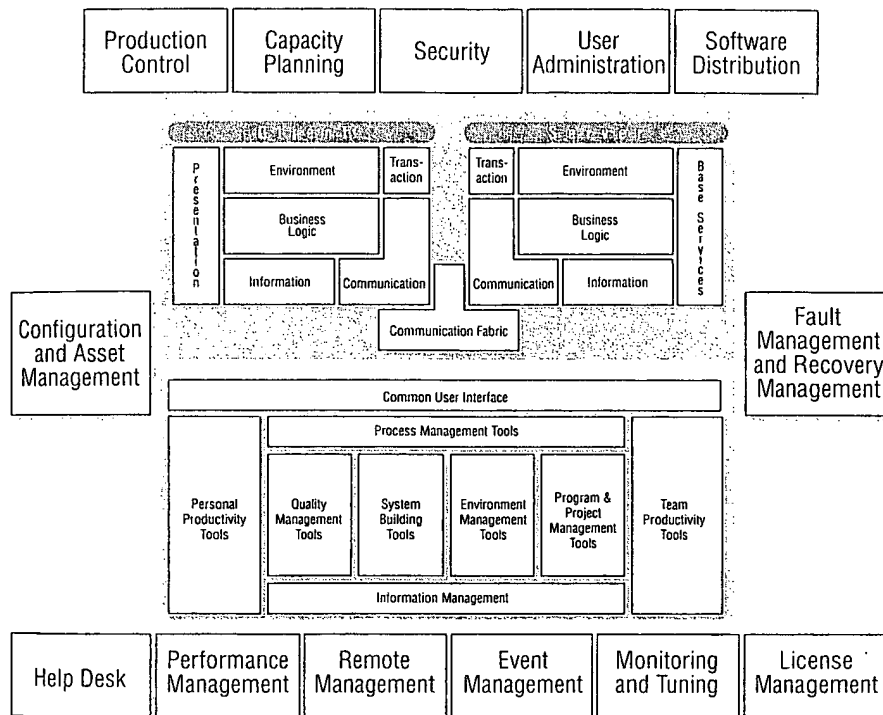 Production
Control
Capacity
Planning
Security
User
Administration
Software
Distribution
Presentation
Environment
Trans-
action
Business
Logic
Information
Communication
Trans-
action
Environment
Base Services
Business
Logic
Communication
Information
Communication Fabric
Configuration
and Asset
Management
Fault
Management
and Recovery
Management
Common User Interface
Process Management Tools
Personal
Productivity
Tools
Quality
Management
Tools
System
Building
Tools
Environment
Management
Tools
Program &
Project
Management
Tools
Team
Productivity
Tools
Information Management
Help Desk
Performance
Management
Remote
Management
Event
Management
Monitoring
and Tuning
License
Management